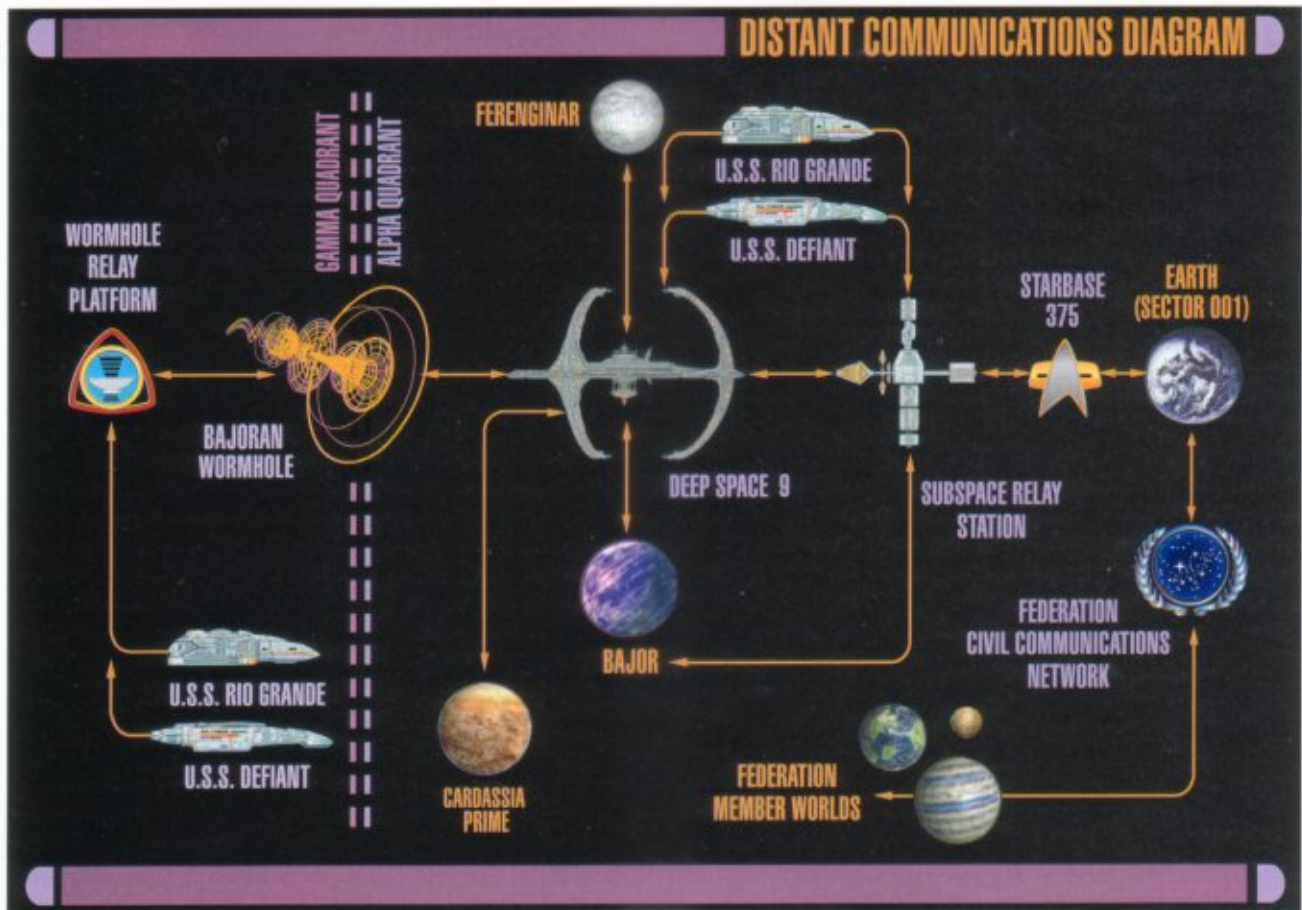 DISTANT COMMUNICATIONS DIAGRAM
FERENGINAR
GAMMA QUADRANT
ALPHA QUADRANT
U.S.S. RIO GRANDE
U.S.S. DEFIANT
WORMHOLE
RELAY
PLATFORM
STARBASE
375
EARTH
(SECTOR 001)
BAJORAN
WORMHOLE
DEEP SPACE 9
SUBSPACE RELAY
STATION
FEDERATION
CIVIL COMMUNICATIONS
NETWORK
BAJOR
U.S.S. RIO GRANDE
U.S.S. DEFIANT
CARDASSIA
PRIME
FEDERATION
MEMBER WORLDS